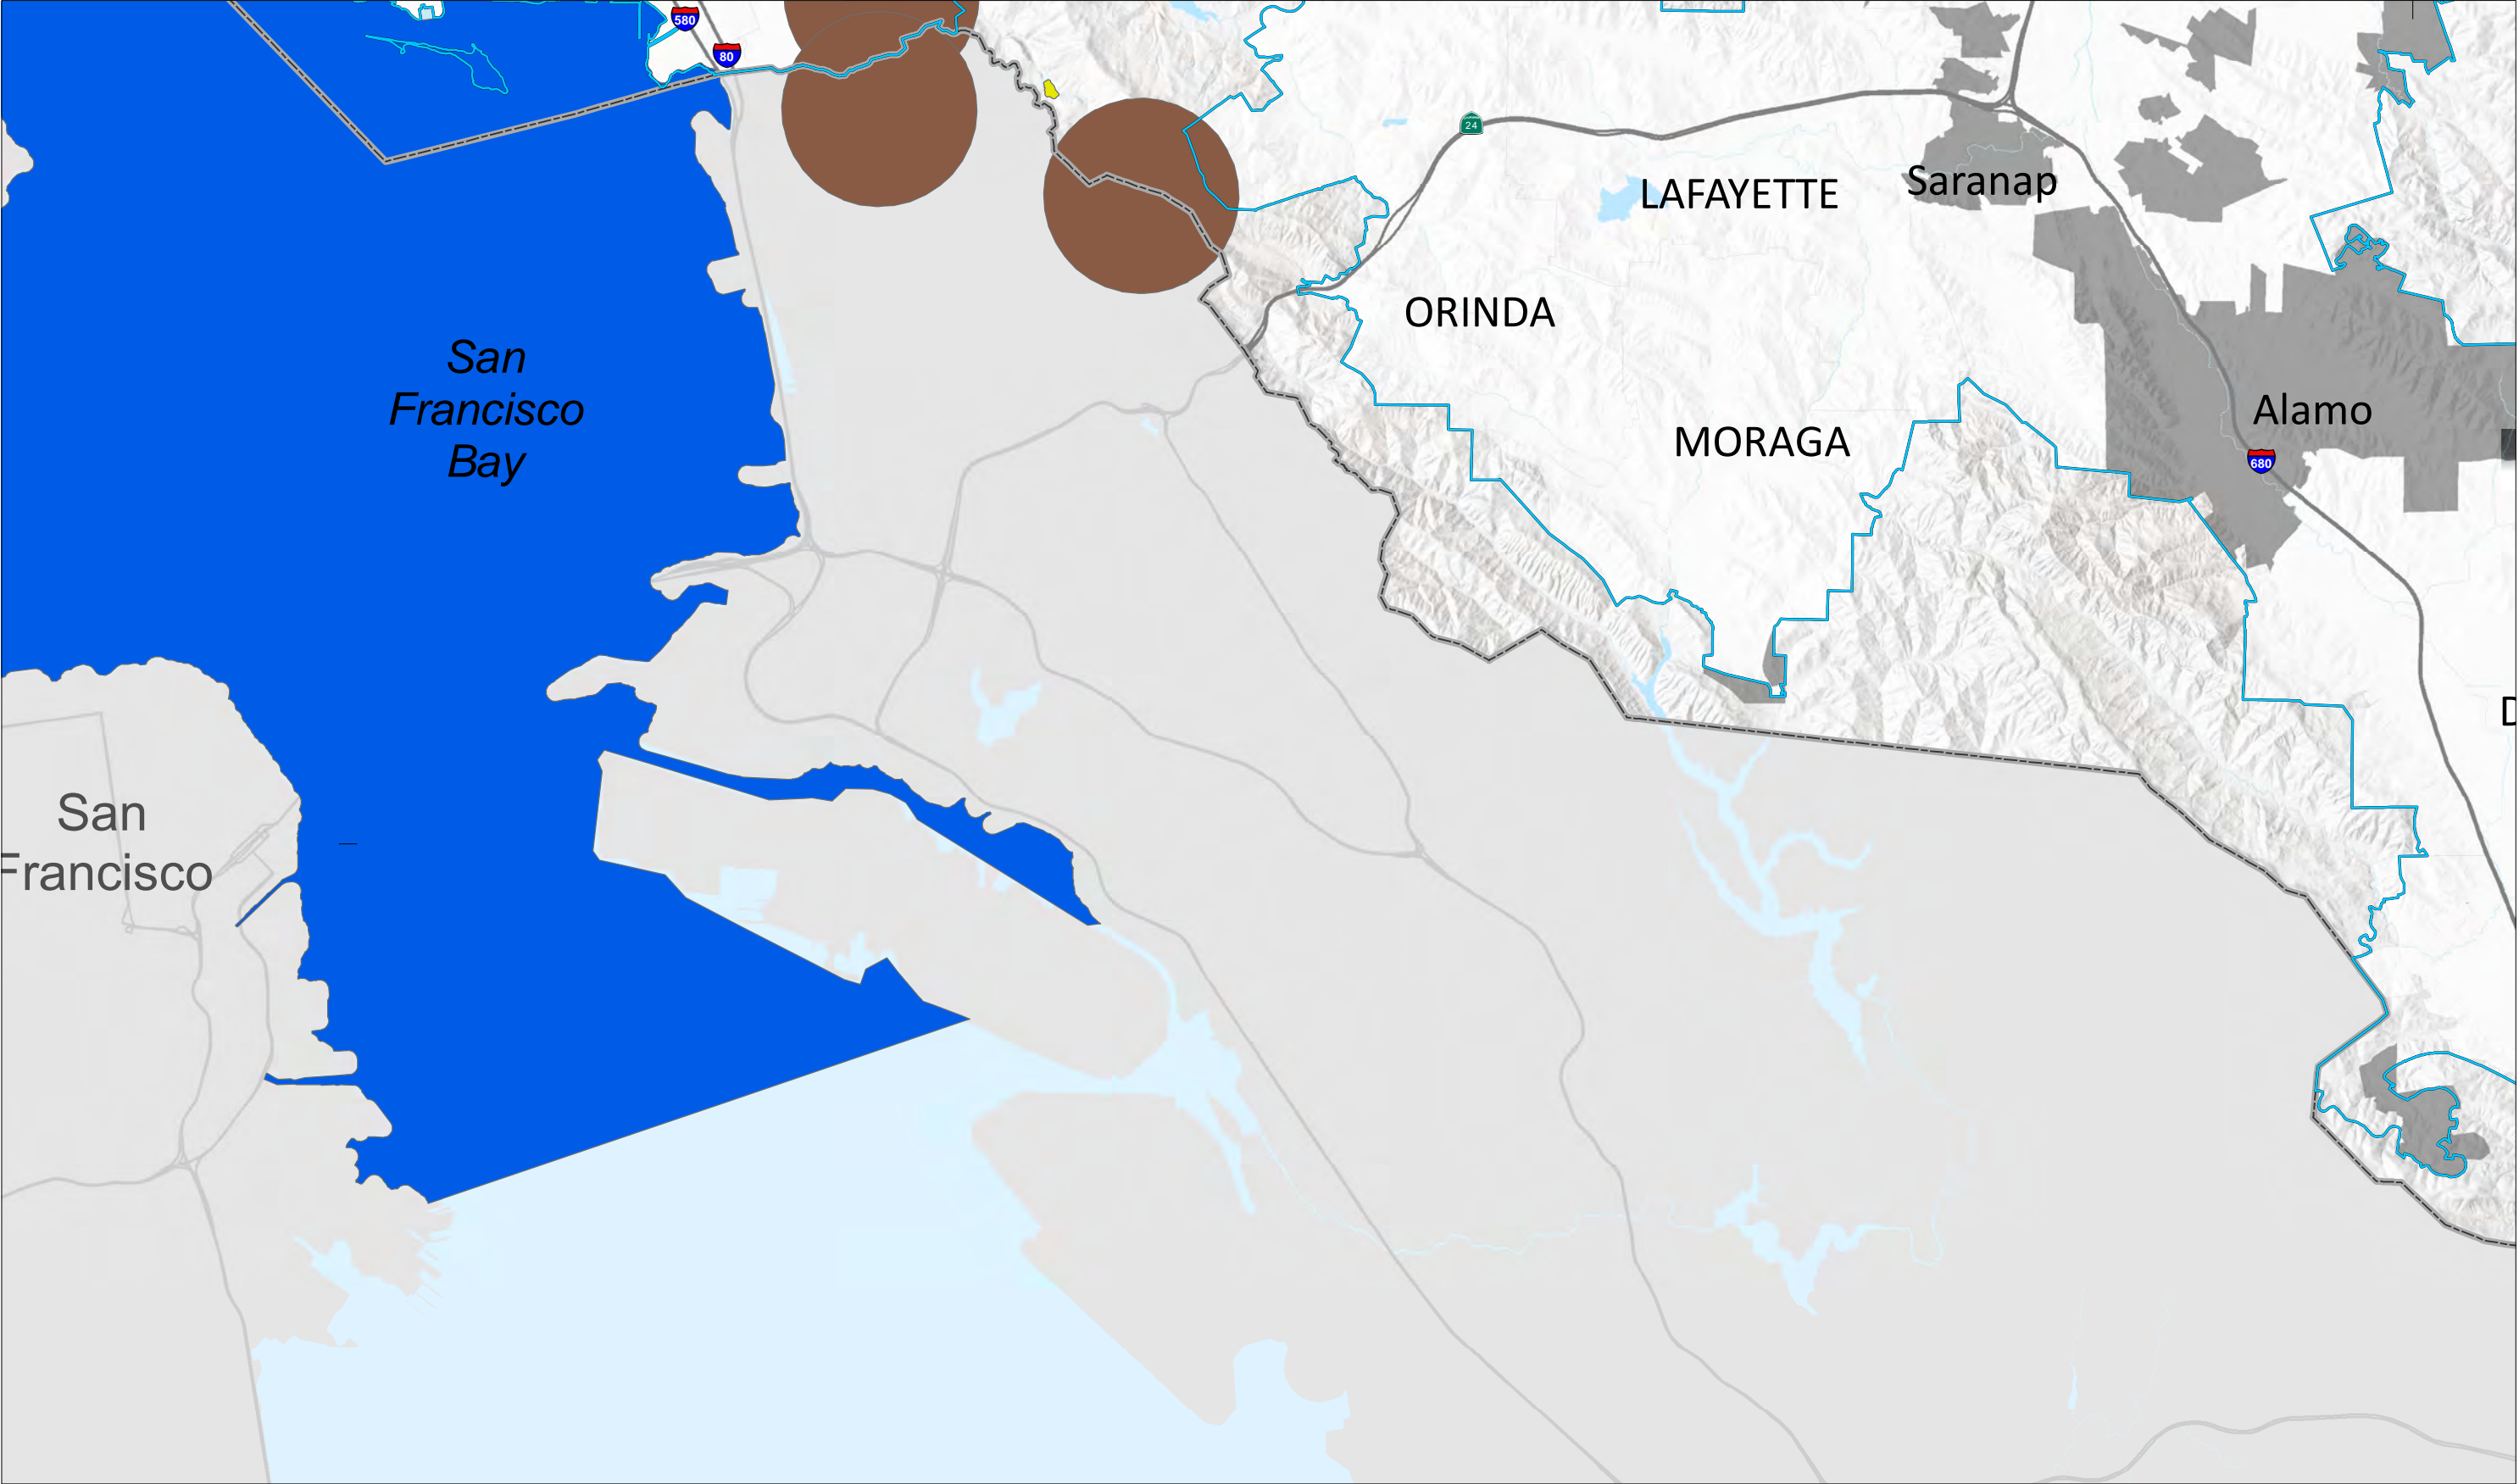 580
80
24
LAFAYETTE
Saranap
ORINDA
San
Francisco
Bay
Alamo
MORAGA
680
D
San
Francisco